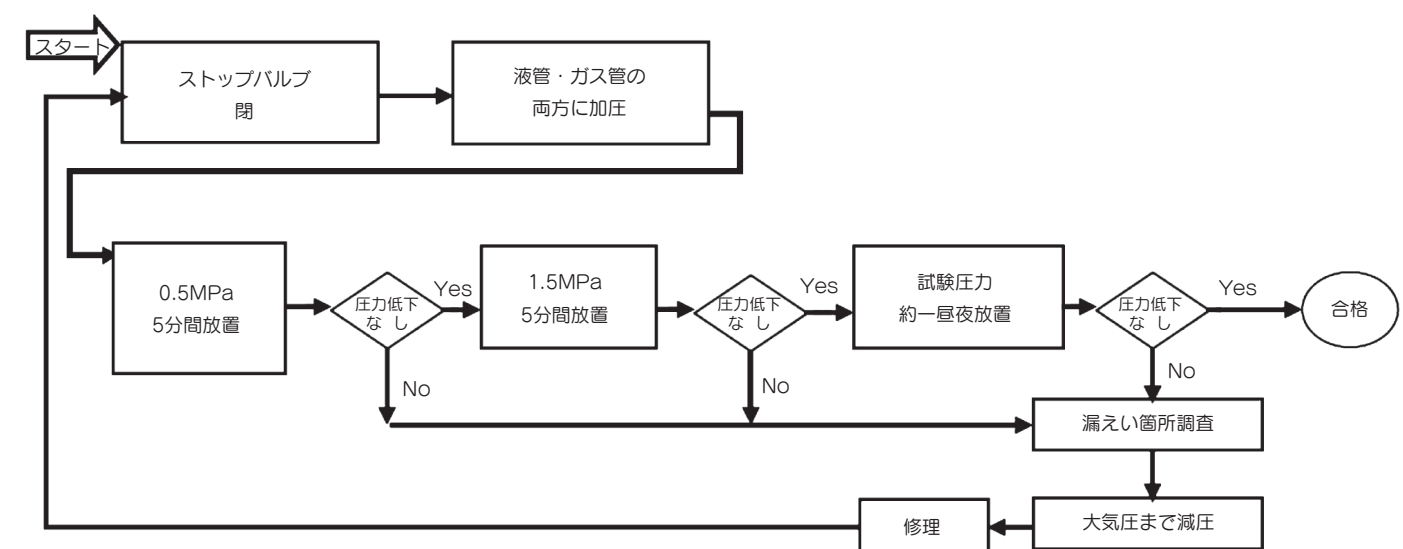 スタート
ストップバルブ
閉
液管・ガス管の
両方に加圧
0.5MPa
5分間放置
圧力低下
な し
Yes
No
1.5MPa
5分間放置
圧力低下
な し
Yes
No
試験圧力
約一昼夜放置
圧力低下
な し
Yes
No
合格
漏えい箇所調査
大気圧まで減圧
修理